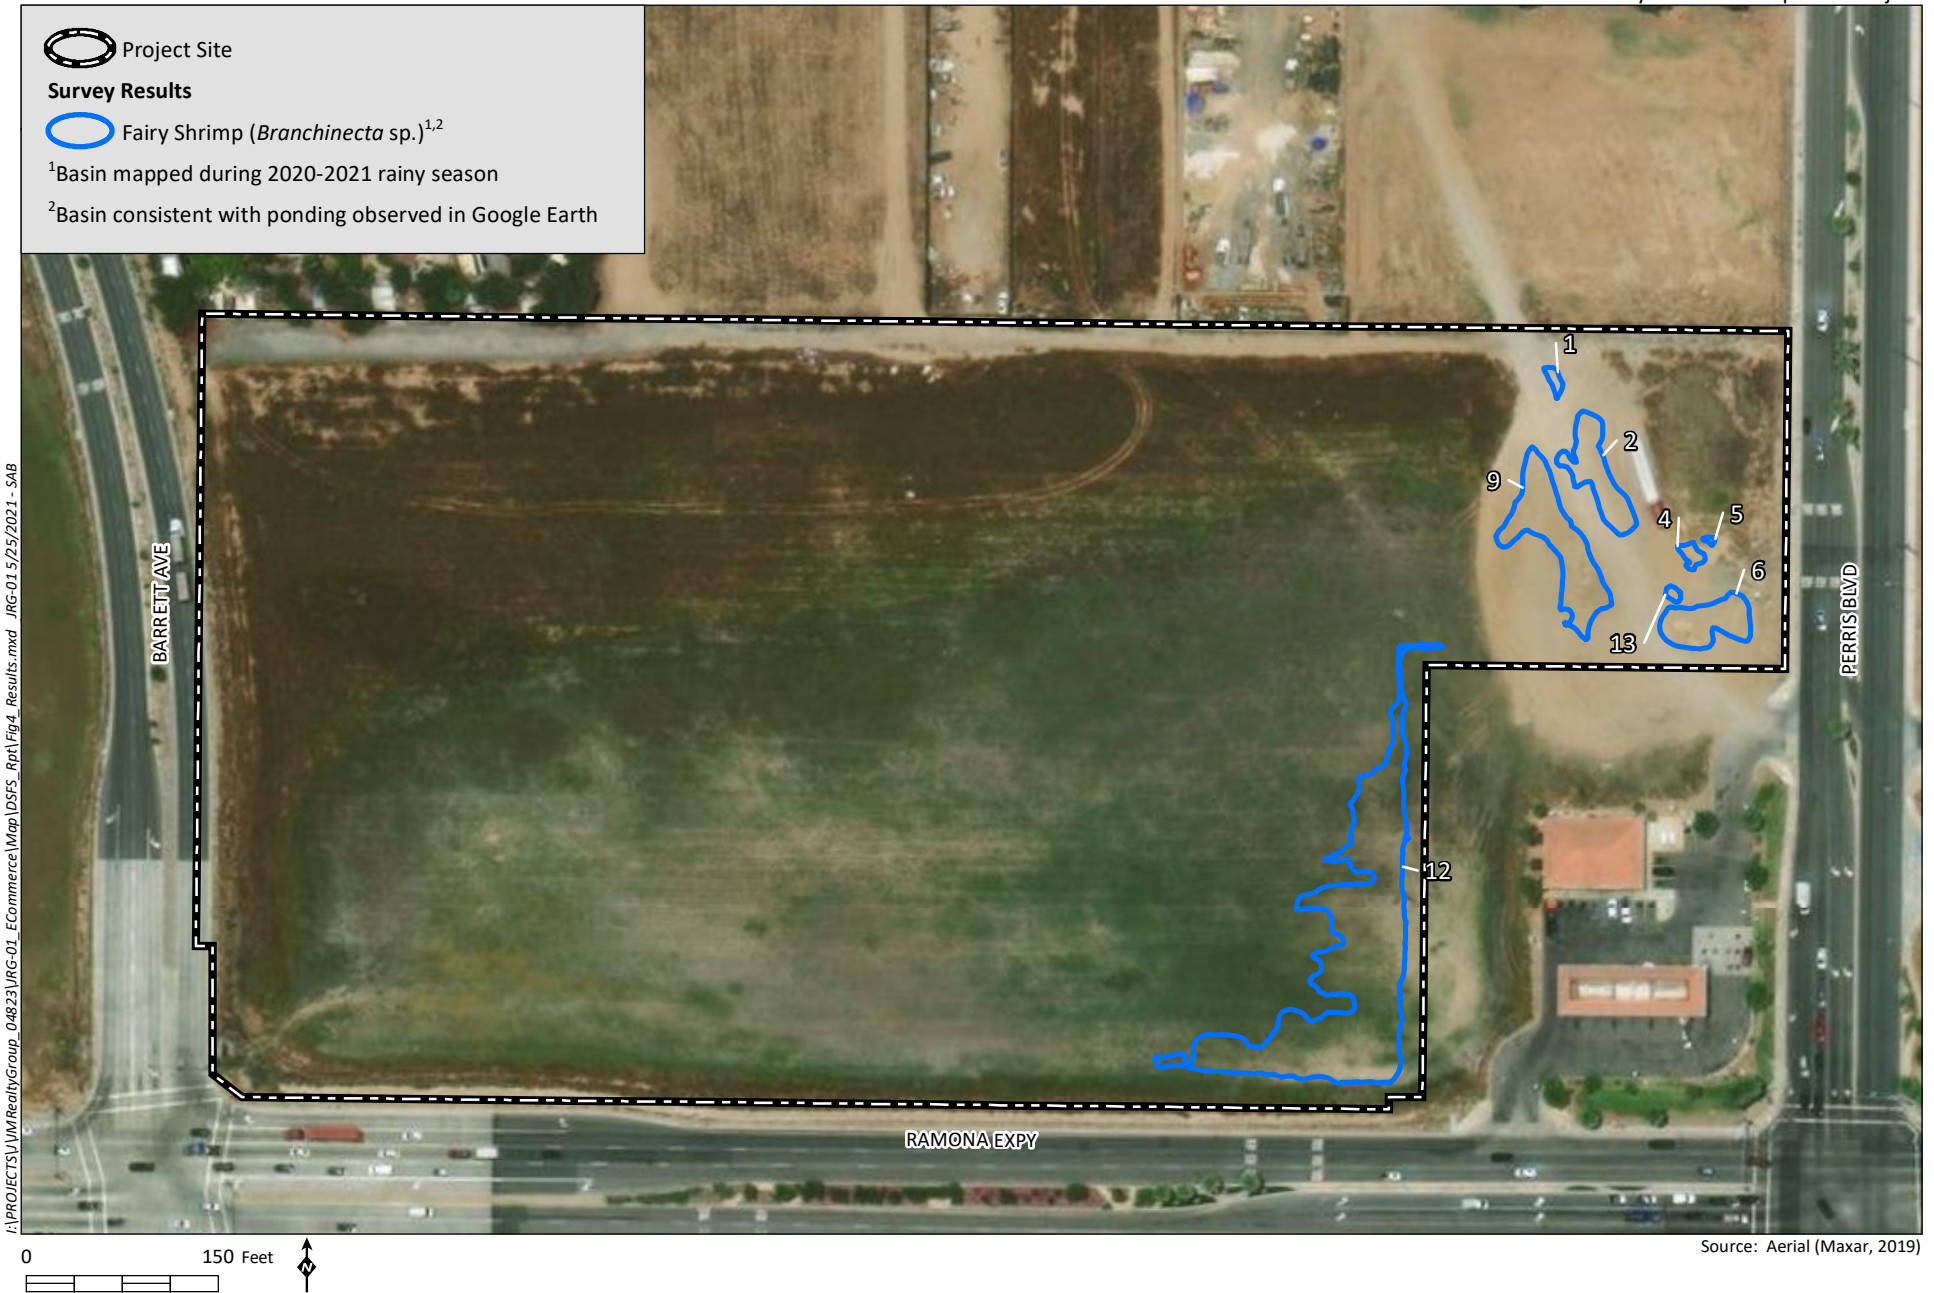 Project Site
Survey Results
Fairy Shrimp (Branchinecta sp.)1,2
1Basin mapped during 2020-2021 rainy season
2Basin consistent with ponding observed in Google Earth
1
2
9
4
5
6
13
12
BARRETT AVE
PERRIS BLVD
RAMONA EXPY
I:\PROJECTS\J\JMRealtyGroup_04823\JRG-01_ECommerce\Map\DSFS_Rpt\Fig4_Results.mxd JRG-01 5/25/2021 - SAB
0 150 Feet
N
Source: Aerial (Maxar, 2019)